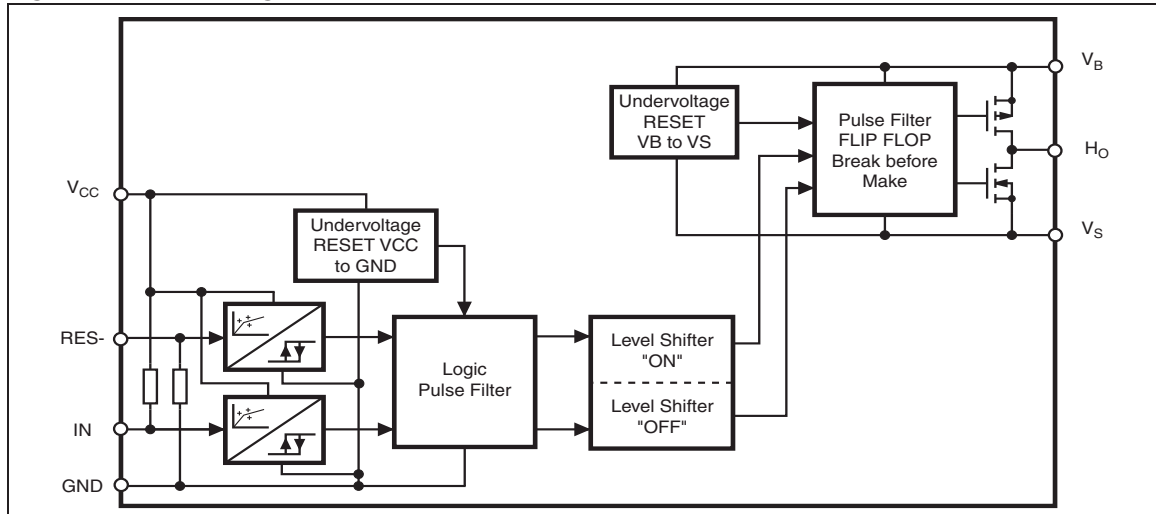 V_B
Undervoltage
RESET
VB to VS
Pulse Filter
FLIP FLOP
Break before
Make
H_O
V_CC
V_S
Undervoltage
RESET VCC
to GND
RES-
Logic
Pulse Filter
Level Shifter
"ON"
Level Shifter
"OFF"
IN
GND